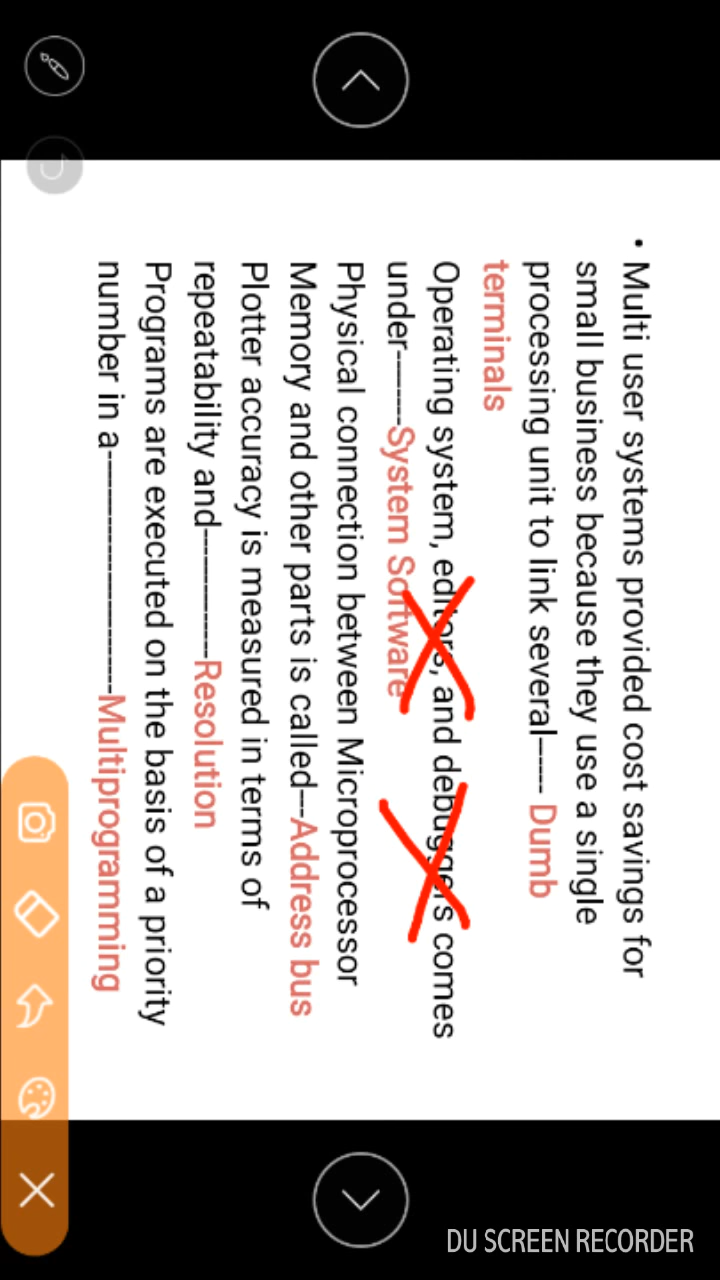 • Multi user systems provided cost savings for
small business because they use a single
processing unit to link several------ Dumb
terminals
Operating system, editors, and debuggers comes
under---------System Software
Physical connection between Microprocessor
Memory and other parts is called---Address bus
Plotter accuracy is measured in terms of
repeatability and---------------Resolution
Programs are executed on the basis of a priority
number in a----------------------------Multiprogramming
DU SCREEN RECORDER